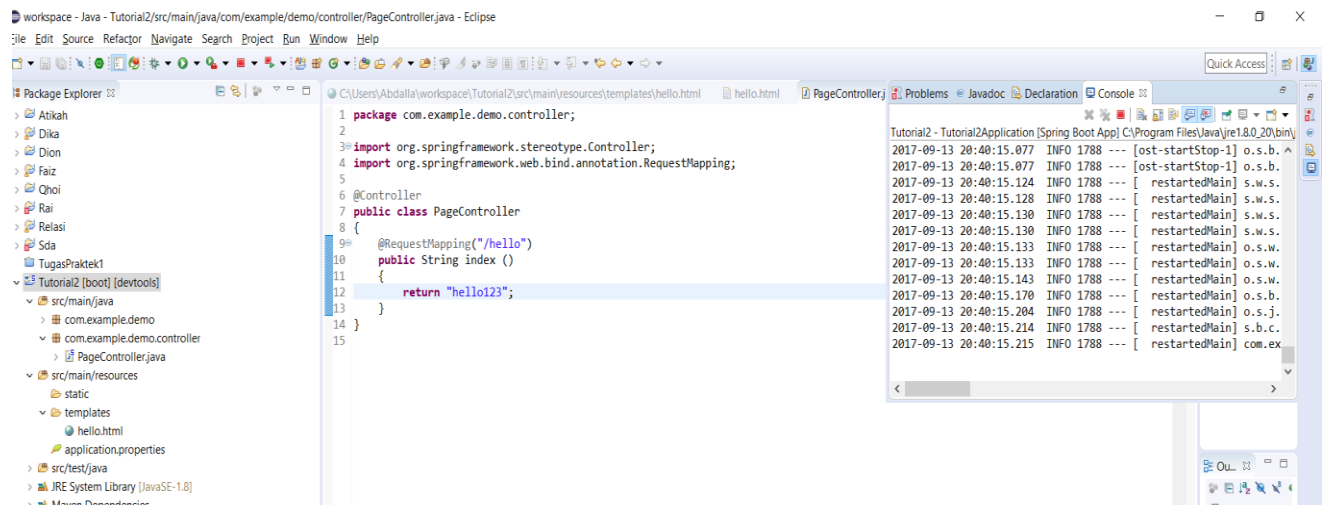 workspace - Java - Tutorial2/src/main/java/com/example/demo/controller/PageController.java - Eclipse
File Edit Source Refactor Navigate Search Project Run Window Help
Quick Access
Package Explorer
Atikah
Dika
Dion
Faiz
Qhoi
Rai
Relasi
Sda
TugasPraktek1
Tutorial2 [boot] [devtools]
src/main/java
com.example.demo
com.example.demo.controller
PageController.java
src/main/resources
static
templates
hello.html
application.properties
src/test/java
JRE System Library [JavaSE-1.8]
Maven Dependencies
C:\Users\Abdalla\workspace\Tutorial2\src\main\resources\templates\hello.html hello.html PageController.j
1 package com.example.demo.controller;
2
3 import org.springframework.stereotype.Controller;
4 import org.springframework.web.bind.annotation.RequestMapping;
5
6 @Controller
7 public class PageController
8 {
9 @RequestMapping("/hello")
10 public String index ()
11 {
12 return "hello123";
13 }
14 }
15
Problems Javadoc Declaration Console
Tutorial2 - Tutorial2Application [Spring Boot App] C:\Program Files\Java\jre1.8.0_20\bin\j
2017-09-13 20:40:15.077 INFO 1788 --- [ost-startStop-1] o.s.b.
2017-09-13 20:40:15.077 INFO 1788 --- [ost-startStop-1] o.s.b.
2017-09-13 20:40:15.124 INFO 1788 --- [ restartedMain] s.w.s.
2017-09-13 20:40:15.128 INFO 1788 --- [ restartedMain] s.w.s.
2017-09-13 20:40:15.130 INFO 1788 --- [ restartedMain] s.w.s.
2017-09-13 20:40:15.130 INFO 1788 --- [ restartedMain] s.w.s.
2017-09-13 20:40:15.133 INFO 1788 --- [ restartedMain] o.s.w.
2017-09-13 20:40:15.133 INFO 1788 --- [ restartedMain] o.s.w.
2017-09-13 20:40:15.143 INFO 1788 --- [ restartedMain] o.s.w.
2017-09-13 20:40:15.170 INFO 1788 --- [ restartedMain] o.s.b.
2017-09-13 20:40:15.204 INFO 1788 --- [ restartedMain] o.s.j.
2017-09-13 20:40:15.214 INFO 1788 --- [ restartedMain] s.b.c.
2017-09-13 20:40:15.215 INFO 1788 --- [ restartedMain] com.ex
Ou...